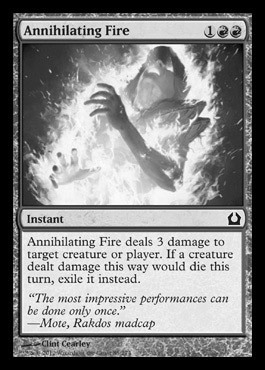 Annihilating Fire 1RR
Instant
Annihilating Fire deals 3 damage to
target creature or player. If a creature
dealt damage this way would die this
turn, exile it instead.
“The most impressive performances can
be done only once.”
—Mote, Rakdos madcap
Clint Cearley